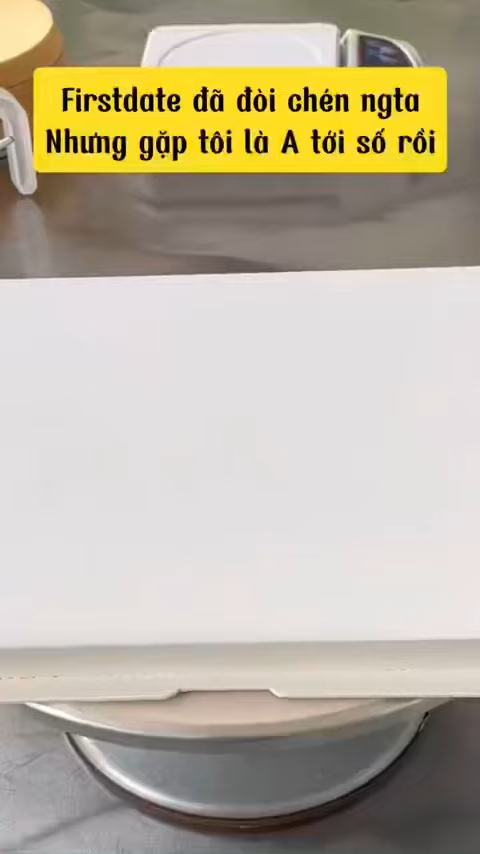 Firstdate đã đòi chén ngta
Nhưng gặp tôi là A tới số rồi